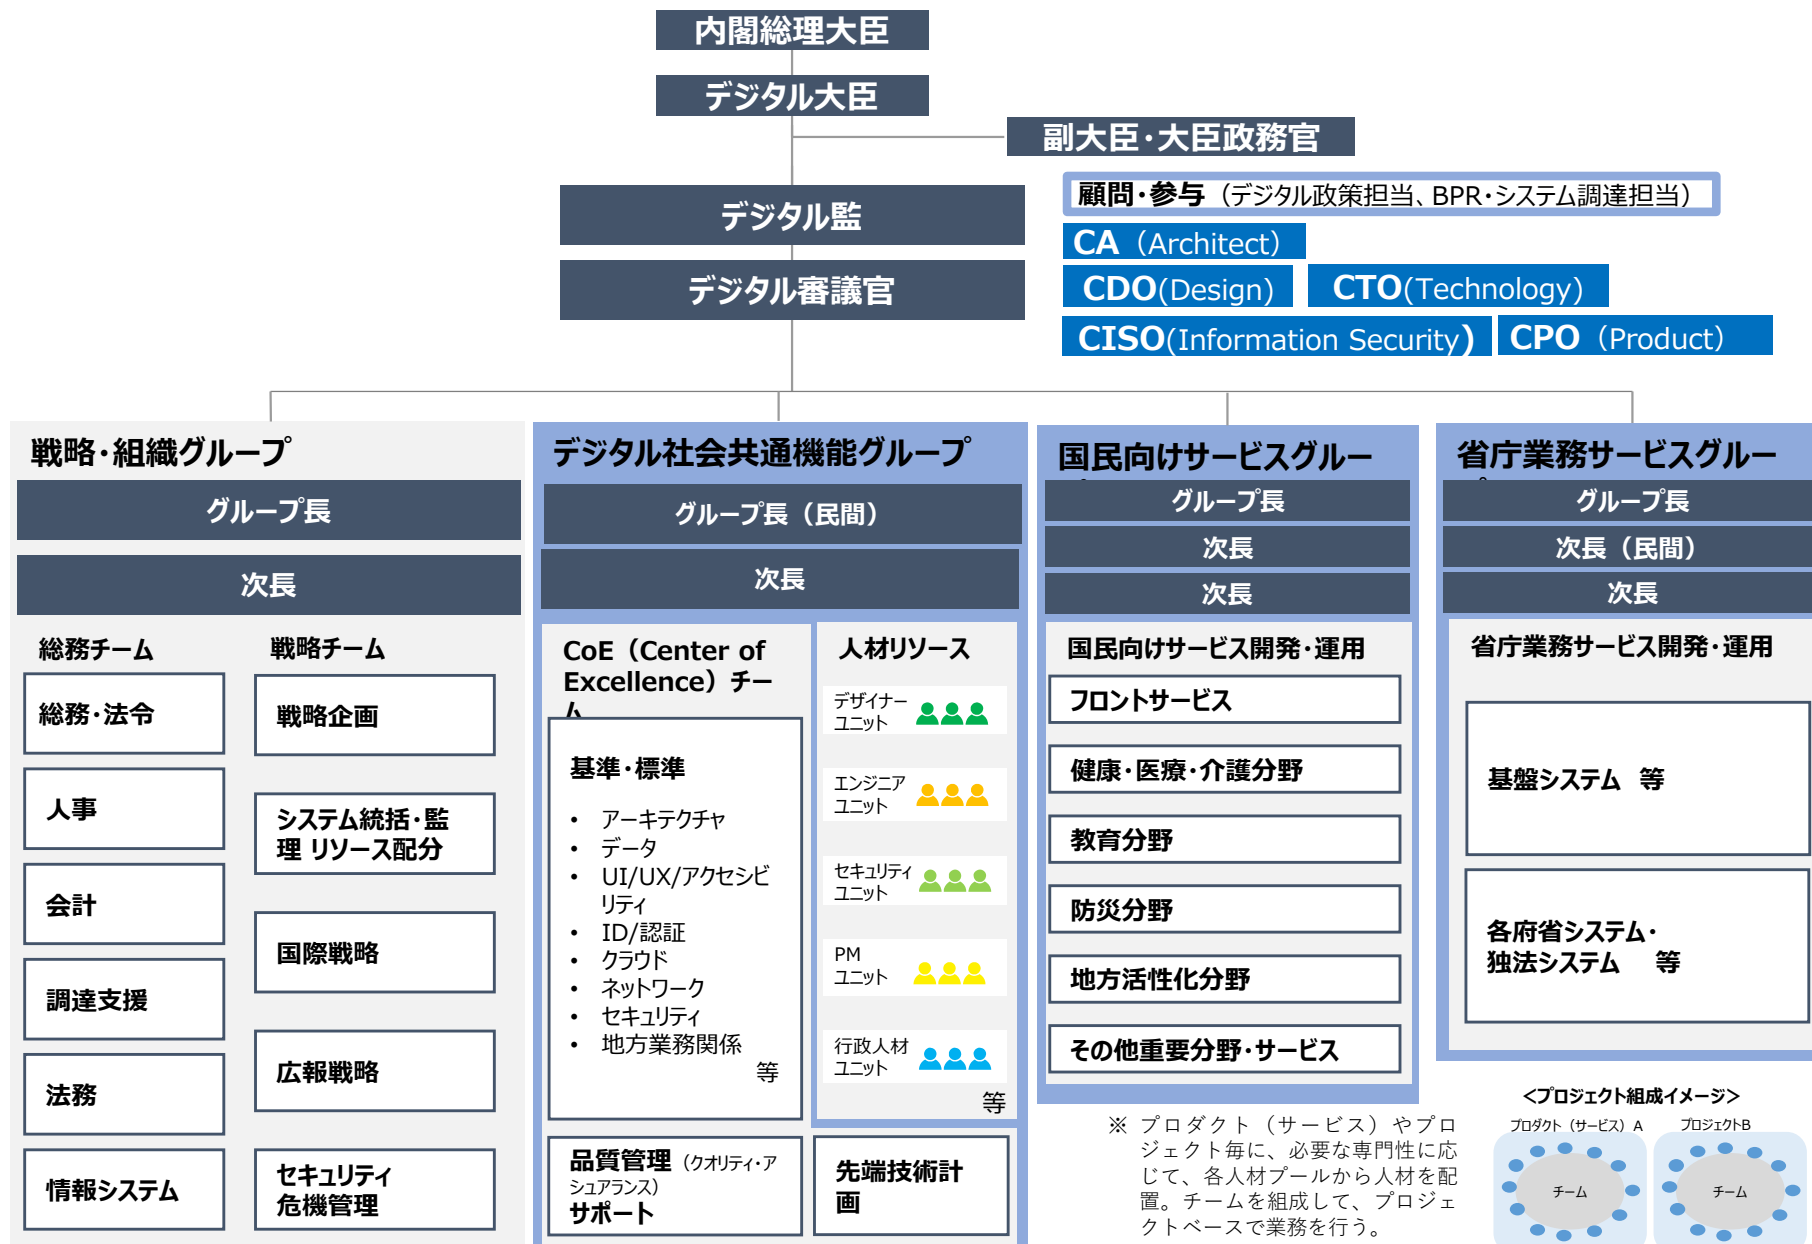 内閣総理大臣
デジタル大臣
副大臣・大臣政務官
デジタル監
デジタル審議官
顧問・参与（デジタル政策担当、BPR・システム調達担当）
CA（Architect）
CDO(Design)
CTO(Technology)
CISO(Information Security)
CPO（Product）
戦略・組織グループ
グループ長
次長
総務チーム
総務・法令
人事
会計
調達支援
法務
情報システム
戦略チーム
戦略企画
システム統括・監
理 リソース配分
国際戦略
広報戦略
セキュリティ
危機管理
デジタル社会共通機能グループ
グループ長（民間）
次長
CoE（Center of
Excellence）チー
ム
基準・標準
• アーキテクチャ
• データ
• UI/UX/アクセシビ
リティ
• ID/認証
• クラウド
• ネットワーク
• セキュリティ
• 地方業務関係
等
人材リソース
デザイナー
ユニット
エンジニア
ユニット
セキュリティ
ユニット
PM
ユニット
行政人材
ユニット
等
品質管理（クオリティ・ア
シュアランス）
サポート
先端技術計
画
国民向けサービスグルー
グループ長
次長
次長
国民向けサービス開発・運用
フロントサービス
健康・医療・介護分野
教育分野
防災分野
地方活性化分野
その他重要分野・サービス
省庁業務サービスグルー
グループ長
次長（民間）
次長
省庁業務サービス開発・運用
基盤システム 等
各府省システム・
独法システム 等
※ プロダクト（サービス）やプロ
ジェクト毎に、必要な専門性に応
じて、各人材プールから人材を配
置。チームを組成して、プロジェ
クトベースで業務を行う。
＜プロジェクト組成イメージ＞
プロダクト（サービス）A
チーム
プロジェクトB
チーム